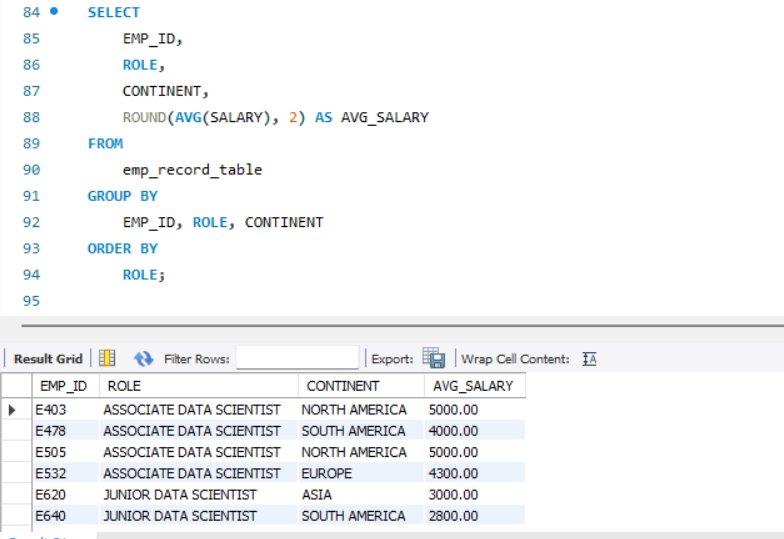 84 SELECT
85 EMP_ID,
86 ROLE,
87 CONTINENT,
88 ROUND(AVG(SALARY), 2) AS AVG_SALARY
89 FROM
90 emp_record_table
91 GROUP BY
92 EMP_ID, ROLE, CONTINENT
93 ORDER BY
94 ROLE;
95
Result Grid Filter Rows: Export: Wrap Cell Content: IA
EMP_ID ROLE CONTINENT AVG_SALARY
E403 ASSOCIATE DATA SCIENTIST NORTH AMERICA 5000.00
E478 ASSOCIATE DATA SCIENTIST SOUTH AMERICA 4000.00
E505 ASSOCIATE DATA SCIENTIST NORTH AMERICA 5000.00
E532 ASSOCIATE DATA SCIENTIST EUROPE 4300.00
E620 JUNIOR DATA SCIENTIST ASIA 3000.00
E640 JUNIOR DATA SCIENTIST SOUTH AMERICA 2800.00